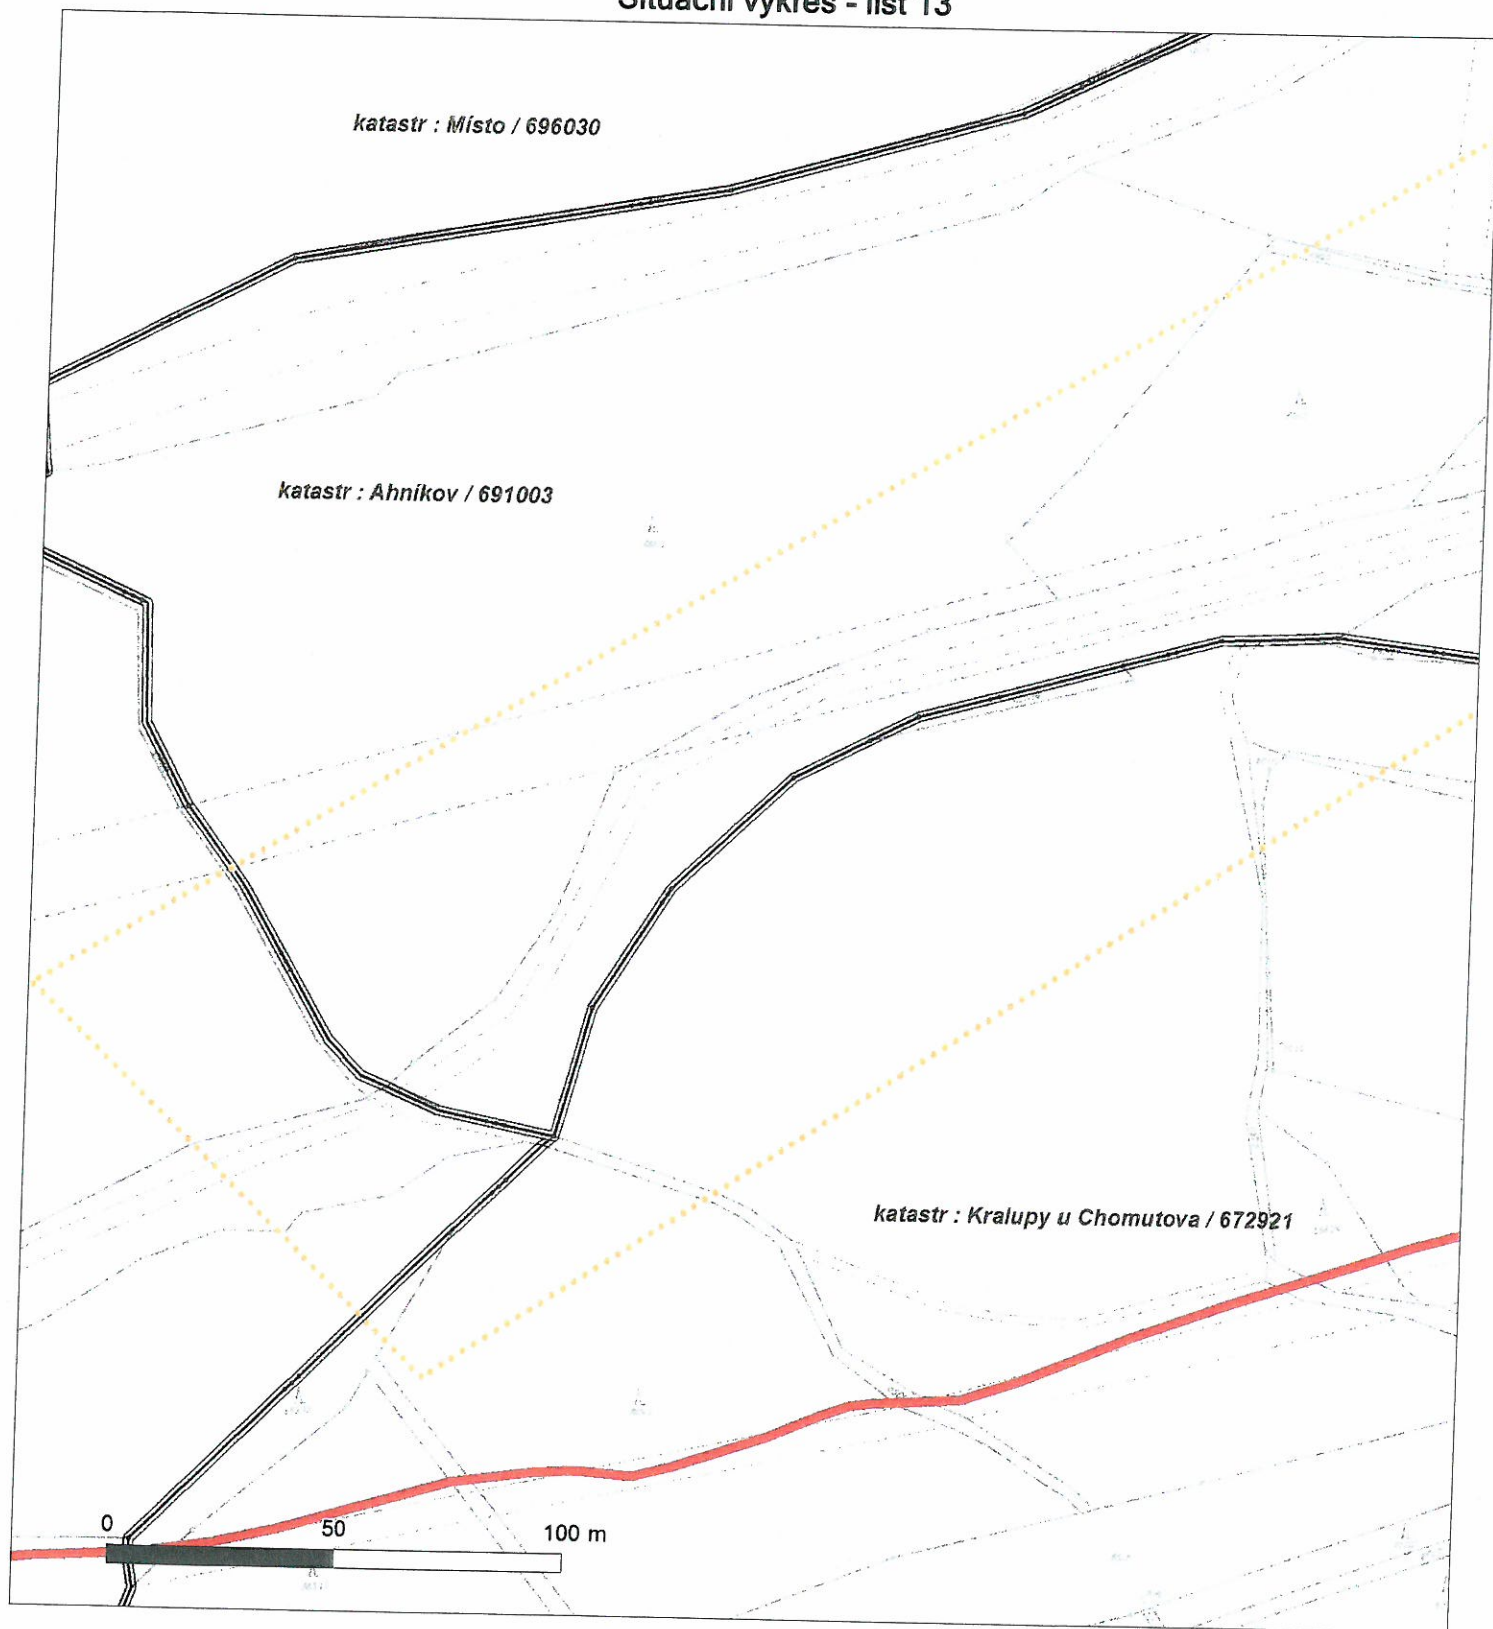 Situační výkres - list 13
katastr : Místo / 696030
katastr : Ahníkov / 691003
katastr : Kralupy u Chomutova / 672921
0 50 100 m